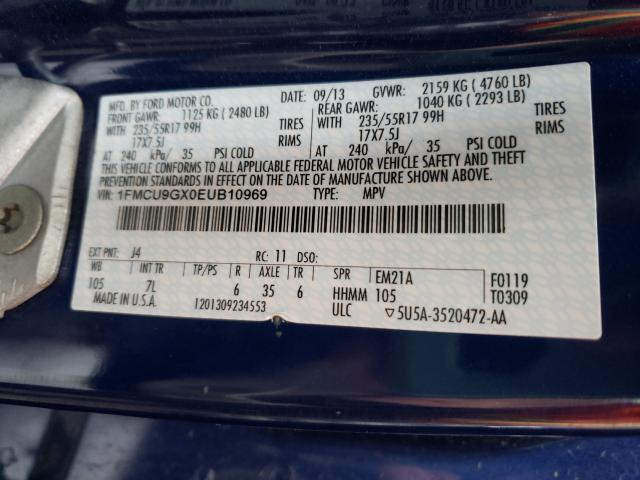 MFD. BY FORD MOTOR CO. DATE: 09/13 GVWR: 2159 KG ( 4760 LB)
FRONT GAWR: 1125 KG ( 2480 LB) REAR GAWR: 1040 KG ( 2293 LB)
WITH 235/55R17 99H TIRES WITH 235/55R17 99H TIRES
17X7.5J RIMS 17X7.5J RIMS
AT 240 kPa/ 35 PSI COLD AT 240 kPa/ 35 PSI COLD
THIS VEHICLE CONFORMS TO ALL APPLICABLE FEDERAL MOTOR VEHICLE SAFETY AND THEFT
PREVENTION STANDARDS IN EFFECT ON THE DATE OF MANUFACTURE SHOWN ABOVE.
VIN: 1FMCU9GX0EUB10969 TYPE: MPV
EXT PNT: J4 RC: 11 DSO:
WB INT TR TP/PS R AXLE TR SPR EM21A F0119
105 7L 6 35 6 HHMM 105 T0309
MADE IN U.S.A. 1201309234553 ULC ▽5U5A-3520472-AA